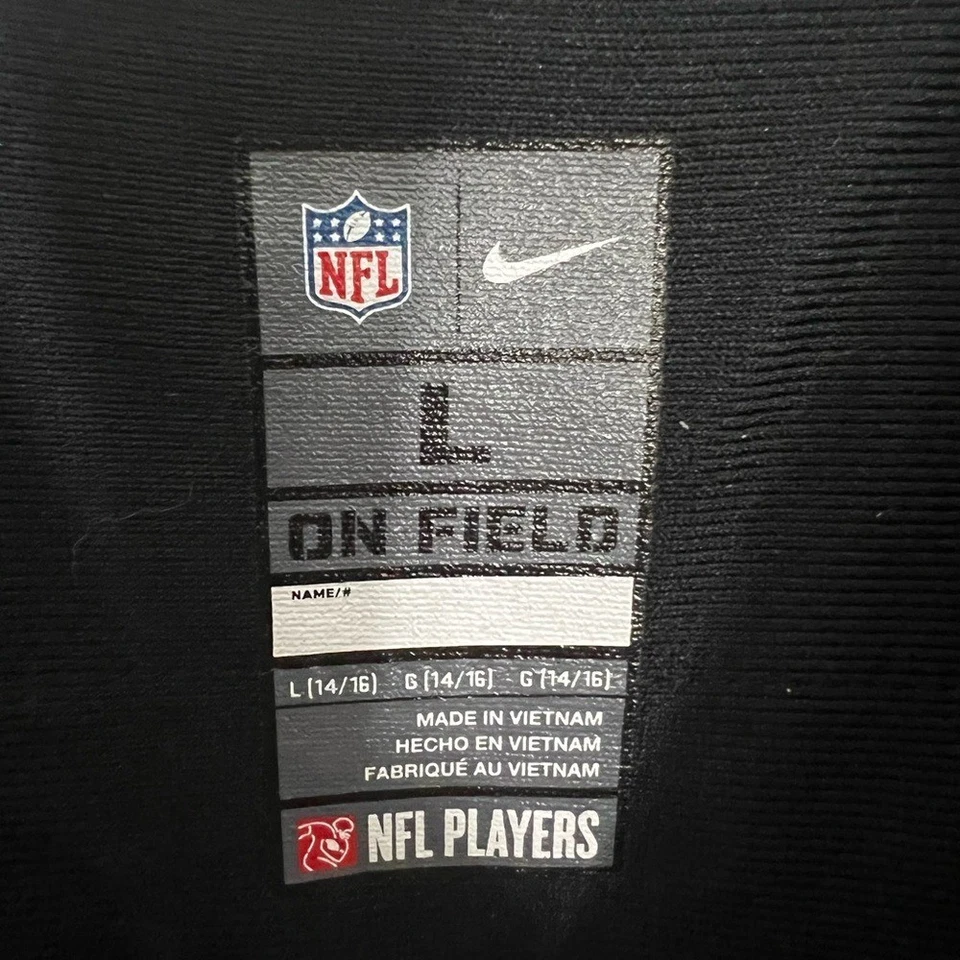 NFL
L
ON FIELD
NAME/#
L (14/16) G (14/16) G (14/16)
MADE IN VIETNAM
HECHO EN VIETNAM
FABRIQUÉ AU VIETNAM
NFL PLAYERS